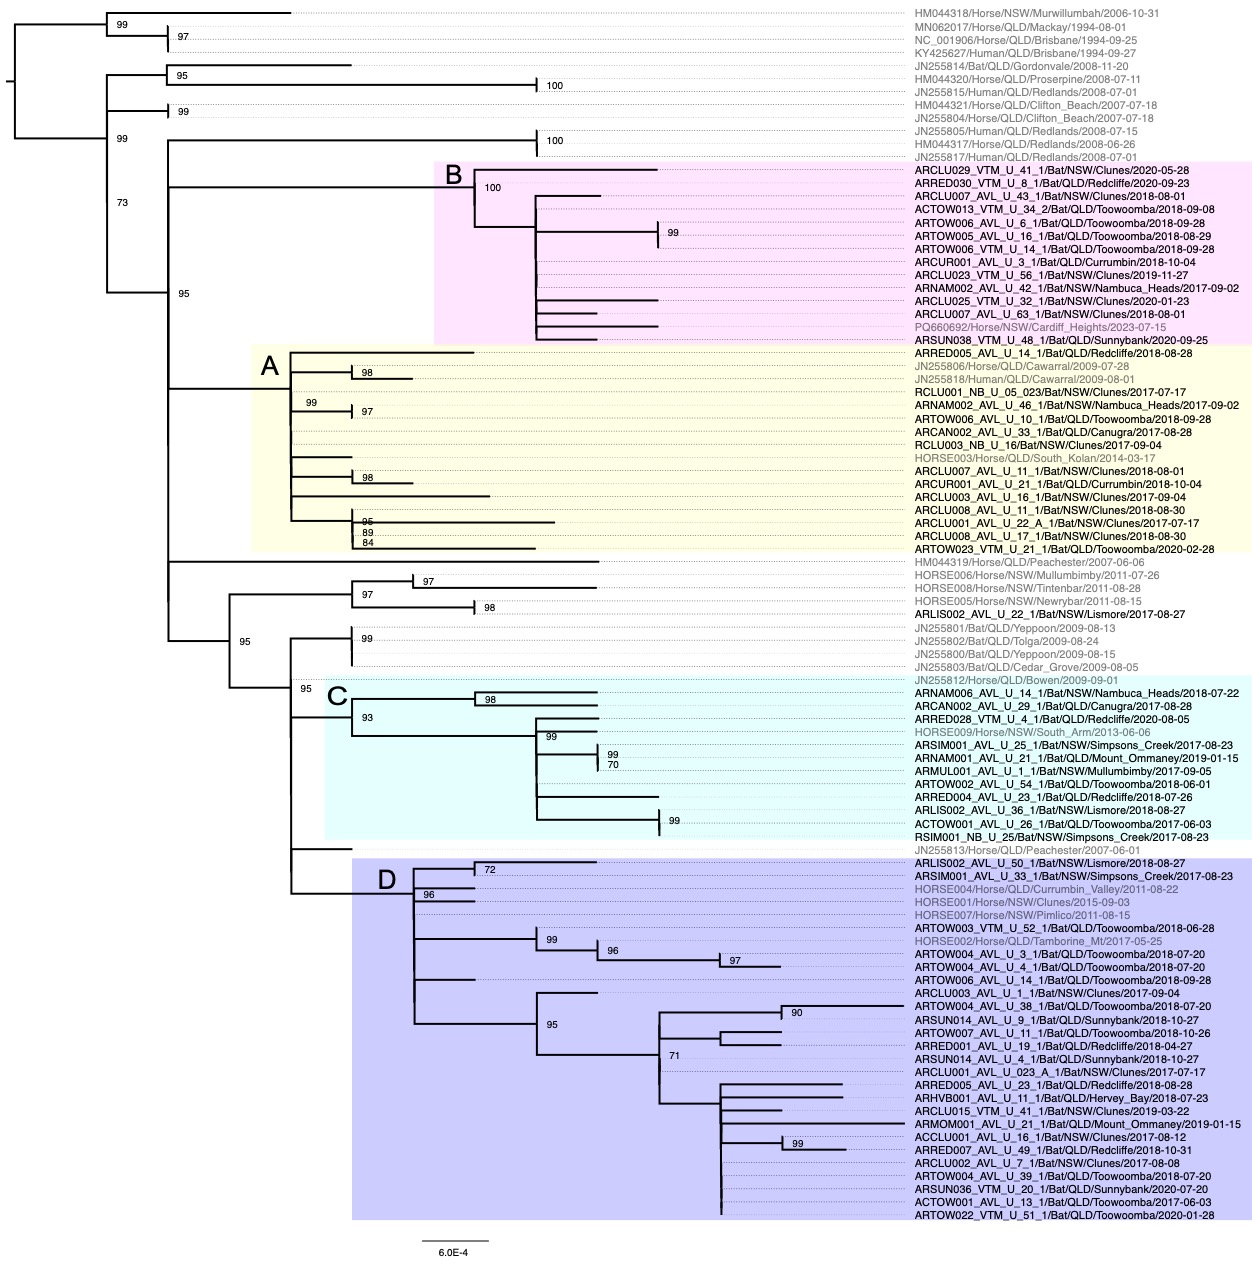 HM044318/Horse/NSW/Murwillumbah/2006-10-31
99
MN062017/Horse/QLD/Mackay/1994-08-01
97
NC_001906/Horse/QLD/Brisbane/1994-09-25
KY425627/Human/QLD/Brisbane/1994-09-27
JN255814/Bat/QLD/Gordonvale/2008-11-20
95
HM044320/Horse/QLD/Proserpine/2008-07-11
100
JN255815/Human/QLD/Redlands/2008-07-01
HM044321/Horse/QLD/Clifton_Beach/2007-07-18
99
JN255804/Horse/QLD/Clifton_Beach/2007-07-18
JN255805/Human/QLD/Redlands/2008-07-15
99
100
HM044317/Human/QLD/Redlands/2008-06-26
JN255817/Human/QLD/Redlands/2008-07-01
B
ARCLU029_VTM_U_41_1/Bat/NSW/Clunes/2020-05-28
100
ARRED030_VTM_U_8_1/Bat/QLD/Redcliffe/2020-09-23
73
ARCLU007_AVL_U_43_1/Bat/NSW/Clunes/2018-08-01
ACTOW013_VTM_U_34_2/Bat/QLD/Toowoomba/2018-09-08
ARTOW006_AVL_U_6_1/Bat/QLD/Toowoomba/2018-09-28
99
ARTOW005_AVL_U_16_1/Bat/QLD/Toowoomba/2018-08-29
ARTOW006_VTM_U_14_1/Bat/QLD/Toowoomba/2018-09-28
ARCUR001_AVL_U_3_1/Bat/QLD/Currumbin/2018-10-04
ARCLU023_VTM_U_56_1/Bat/NSW/Clunes/2019-11-27
95
ARNAM002_AVL_U_42_1/Bat/NSW/Nambuca_Heads/2017-09-02
ARCLU025_VTM_U_32_1/Bat/NSW/Clunes/2020-01-23
ARCLU007_AVL_U_63_1/Bat/NSW/Clunes/2018-08-01
PQ660692/Horse/NSW/Cardiff_Heights/2023-07-15
ARSUN038_VTM_U_48_1/Bat/QLD/Sunnybank/2020-09-25
A
ARRED005_AVL_U_14_1/Bat/QLD/Redcliffe/2018-08-28
JN255806/Horse/QLD/Cawarral/2009-07-28
98
JN255818/Human/QLD/Cawarral/2009-08-01
RCLU001_NB_U_05_023/Bat/NSW/Clunes/2017-07-17
99
ARNAM002_AVL_U_46_1/Bat/NSW/Nambuca_Heads/2017-09-02
97
ARTOW006_AVL_U_10_1/Bat/QLD/Toowoomba/2018-09-28
ARCAN002_AVL_U_33_1/Bat/QLD/Canugra/2017-08-28
RCLU003_NB_U_16/Bat/NSW/Clunes/2017-09-04
HORSE003/Horse/QLD/South_Kolan/2014-03-17
ARCLU007_AVL_U_11_1/Bat/NSW/Clunes/2018-08-01
98
ARCUR001_AVL_U_21_1/Bat/QLD/Currumbin/2018-10-04
ARCLU003_AVL_U_16_1/Bat/NSW/Clunes/2017-09-04
ARCLU008_AVL_U_11_1/Bat/NSW/Clunes/2018-08-30
95
ARCLU001_AVL_U_22_A_1/Bat/NSW/Clunes/2017-07-17
89
ARCLU008_AVL_U_17_1/Bat/NSW/Clunes/2018-08-30
84
ARTOW023_VTM_U_21_1/Bat/QLD/Toowoomba/2020-02-28
HM044319/Horse/QLD/Peachester/2007-06-06
HORSE006/Horse/NSW/Mullumbimby/2011-07-26
97
HORSE008/Horse/NSW/Tintenbar/2011-08-28
97
HORSE005/Horse/NSW/Newrybar/2011-08-15
98
ARLIS002_AVL_U_22_1/Bat/NSW/Lismore/2017-08-27
JN255801/Bat/QLD/Yeppoon/2009-08-13
99
95
JN255802/Bat/QLD/Tolga/2009-08-24
JN255800/Bat/QLD/Yeppoon/2009-08-15
JN255803/Bat/QLD/Cedar_Grove/2009-08-05
JN255812/Horse/QLD/Bowen/2009-09-01
95
C
ARNAM006_AVL_U_14_1/Bat/NSW/Nambuca_Heads/2018-07-22
98
ARCAN002_AVL_U_29_1/Bat/QLD/Canugra/2017-08-28
93
ARRED028_VTM_U_4_1/Bat/QLD/Redcliffe/2020-08-05
HORSE009/Horse/NSW/South_Arm/2013-06-06
99
ARSIM001_AVL_U_25_1/Bat/NSW/Simpsons_Creek/2017-08-23
99
ARNAM001_AVL_U_21_1/Bat/QLD/Mount_Ommaney/2019-01-15
70
ARMUL001_AVL_U_1_1/Bat/NSW/Mullumbimby/2017-09-05
ARTOW002_AVL_U_54_1/Bat/QLD/Toowoomba/2018-06-01
ARRED004_AVL_U_23_1/Bat/QLD/Redcliffe/2018-07-26
ARLIS002_AVL_U_36_1/Bat/NSW/Lismore/2018-08-27
99
ACTOW001_AVL_U_26_1/Bat/QLD/Toowoomba/2017-06-03
RSIM001_NB_U_25/Bat/NSW/Simpsons_Creek/2017-08-23
JN255813/Horse/QLD/Peachester/2007-06-01
D
ARLIS002_AVL_U_50_1/Bat/NSW/Lismore/2018-08-27
72
ARSIM001_AVL_U_33_1/Bat/NSW/Simpsons_Creek/2017-08-23
HORSE004/Horse/QLD/Currumbin_Valley/2011-08-22
96
HORSE001/Horse/NSW/Clunes/2015-09-03
HORSE007/Horse/NSW/Pimlico/2011-08-15
ARTOW003_VTM_U_52_1/Bat/QLD/Toowoomba/2018-06-28
99
HORSE002/Horse/QLD/Tamborine_Mt/2017-05-25
96
ARTOW004_AVL_U_3_1/Bat/QLD/Toowoomba/2018-07-20
97
ARTOW004_AVL_U_4_1/Bat/QLD/Toowoomba/2018-07-20
ARTOW006_AVL_U_14_1/Bat/QLD/Toowoomba/2018-09-28
ARCLU003_AVL_U_1_1/Bat/NSW/Clunes/2017-09-04
ARTOW004_AVL_U_38_1/Bat/QLD/Toowoomba/2018-07-20
90
ARSUN014_AVL_U_9_1/Bat/QLD/Sunnybank/2018-10-27
95
ARTOW007_AVL_U_11_1/Bat/QLD/Toowoomba/2018-10-26
ARRED001_AVL_U_19_1/Bat/QLD/Redcliffe/2018-04-27
71
ARSUN014_AVL_U_4_1/Bat/QLD/Sunnybank/2018-10-27
ARCLU001_AVL_U_023_A_1/Bat/NSW/Clunes/2017-07-17
ARRED005_AVL_U_23_1/Bat/QLD/Redcliffe/2018-08-28
ARHVB001_AVL_U_11_1/Bat/QLD/Hervey_Bay/2018-07-23
ARCLU015_VTM_U_41_1/Bat/NSW/Clunes/2019-03-22
ARMOM001_AVL_U_21_1/Bat/QLD/Mount_Ommaney/2019-01-15
ACCLU001_AVL_U_16_1/Bat/NSW/Clunes/2017-08-12
99
ARRED007_AVL_U_49_1/Bat/QLD/Redcliffe/2018-10-31
ARCLU002_AVL_U_7_1/Bat/NSW/Clunes/2017-08-08
ARTOW004_AVL_U_39_1/Bat/QLD/Toowoomba/2018-07-20
ARSUN036_VTM_U_20_1/Bat/QLD/Sunnybank/2020-07-20
ACTOW001_AVL_U_13_1/Bat/QLD/Toowoomba/2017-06-03
ARTOW022_VTM_U_51_1/Bat/QLD/Toowoomba/2020-01-28
6.0E-4